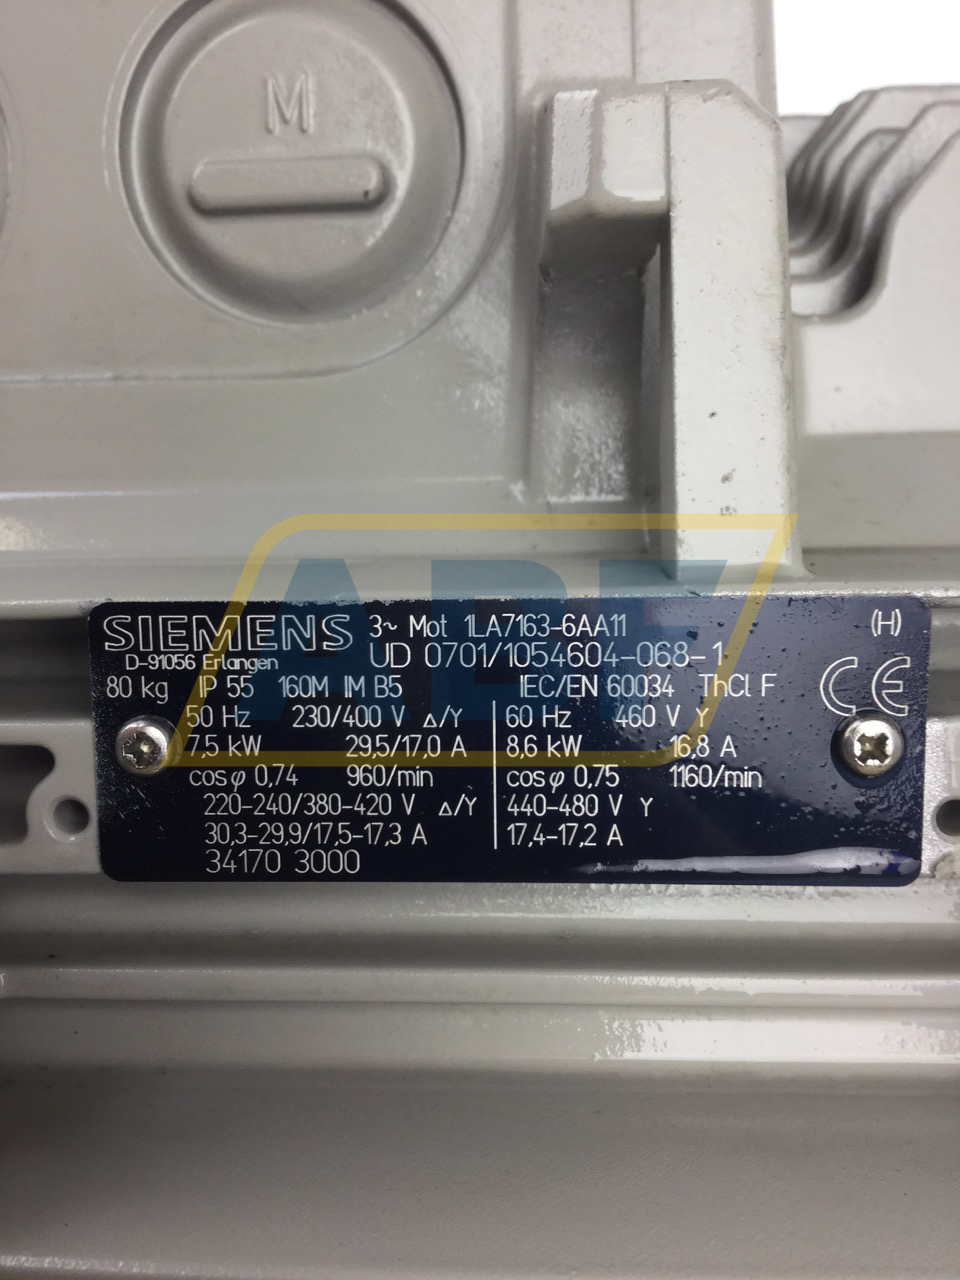 M
SIEMENS 3~ Mot 1LA7163-6AA11 (H)
D-91056 Erlangen UD 0701/1054604-068-1
80 kg IP 55 160M IM B5 IEC/EN 60034 ThCl F CE
50 Hz 230/400 V Δ/Y 60 Hz 460 V Y
7,5 kW 29,5/17,0 A 8,6 kW 16,8 A
cos φ 0,74 960/min cos φ 0,75 1160/min
220-240/380-420 V Δ/Y 440-480 V Y
30,3-29,9/17,5-17,3 A 17,4-17,2 A
34170 3000
ABF